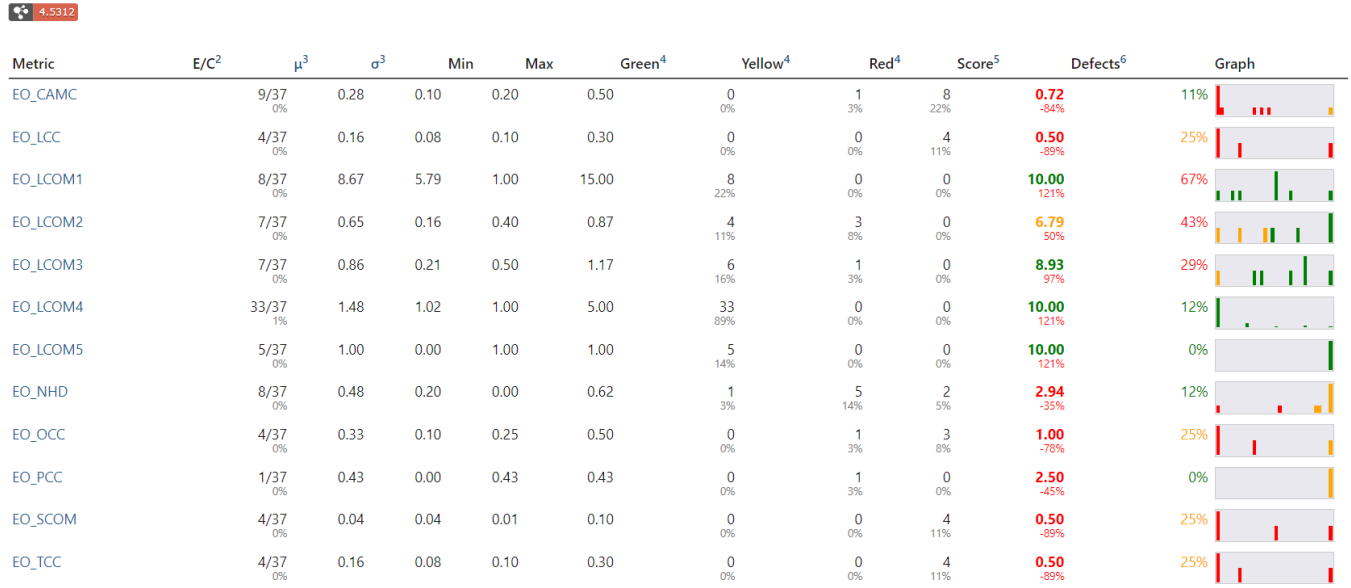 4.5312
Metric E/C2 μ3 σ3 Min Max Green4 Yellow4 Red4 Score5 Defects6 Graph
EO_CAMC 9/37 0.28 0.10 0.20 0.50 0 1 8 0.72 11%
0% 0% 3% 22% -84%
EO_LCC 4/37 0.16 0.08 0.10 0.30 0 0 4 0.50 25%
0% 0% 0% 11% -89%
EO_LCOM1 8/37 8.67 5.79 1.00 15.00 8 0 0 10.00 67%
0% 22% 0% 0% 121%
EO_LCOM2 7/37 0.65 0.16 0.40 0.87 4 3 0 6.79 43%
0% 11% 8% 0% 50%
EO_LCOM3 7/37 0.86 0.21 0.50 1.17 6 1 0 8.93 29%
0% 16% 3% 0% 97%
EO_LCOM4 33/37 1.48 1.02 1.00 5.00 33 0 0 10.00 12%
1% 89% 0% 0% 121%
EO_LCOM5 5/37 1.00 0.00 1.00 1.00 5 0 0 10.00 0%
0% 14% 0% 0% 121%
EO_NHD 8/37 0.48 0.20 0.00 0.62 1 5 2 2.94 12%
0% 3% 14% 5% -35%
EO_OCC 4/37 0.33 0.10 0.25 0.50 0 1 3 1.00 25%
0% 0% 3% 8% -78%
EO_PCC 1/37 0.43 0.00 0.43 0.43 0 1 0 2.50 0%
0% 0% 3% 0% -45%
EO_SCOM 4/37 0.04 0.04 0.01 0.10 0 0 4 0.50 25%
0% 0% 0% 11% -89%
EO_TCC 4/37 0.16 0.08 0.10 0.30 0 0 4 0.50 25%
0% 0% 0% 11% -89%